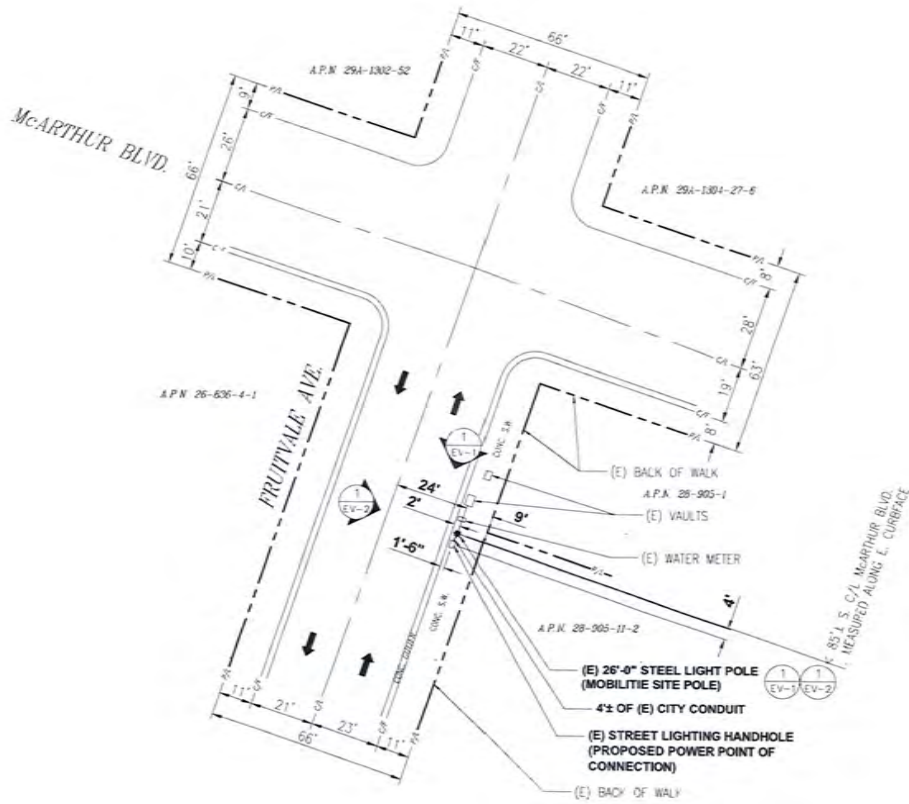 66'
11'
22'
22'
11'
P/L
C/F
C/L
C/F
P/L
A.P.N. 29A-1302-52
McARTHUR BLVD.
66'
9'
26'
21'
10'
P/L
C/F
C/L
C/F
P/L
A.P.N. 29A-1304-27-6
P/L
C/F
C/L
C/F
P/L
8'
28'
63'
19'
8'
A.P.N. 26-836-4-1
FRUITVALE AVE.
1
EV-1
1
EV-2
CONC. S.W.
(E) BACK OF WALK
A.P.N. 28-905-1
(E) VAULTS
24'
2'
9'
(E) WATER METER
1'-6"
P/L
4'
85'± S. C/L McARTHUR BLVD.
MEASURED ALONG E. CURBFACE
CONC. S.W.
CONC. GUTTER
A.P.N. 28-905-11-2
(E) 26'-0" STEEL LIGHT POLE
(MOBILITIE SITE POLE)
1
EV-1
1
EV-2
4'± OF (E) CITY CONDUIT
(E) STREET LIGHTING HANDHOLE
(PROPOSED POWER POINT OF
CONNECTION)
(E) BACK OF WALK
P/L
C/F
C/L
C/F
P/L
11'
21'
23'
11'
66'